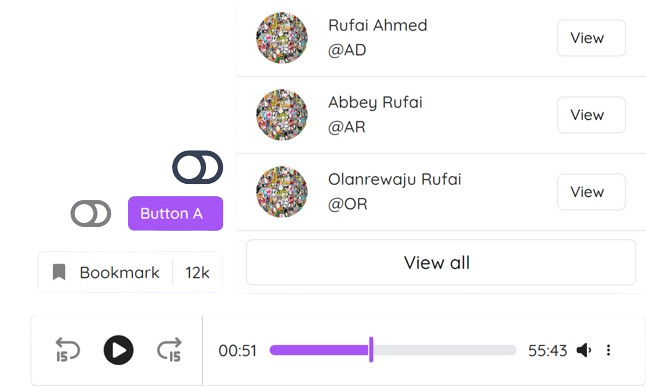 Rufai Ahmed
@AD
View
Abbey Rufai
@AR
View
Olanrewaju Rufai
@OR
View
Button A
Bookmark 12k
View all
15 15 00:51 55:43